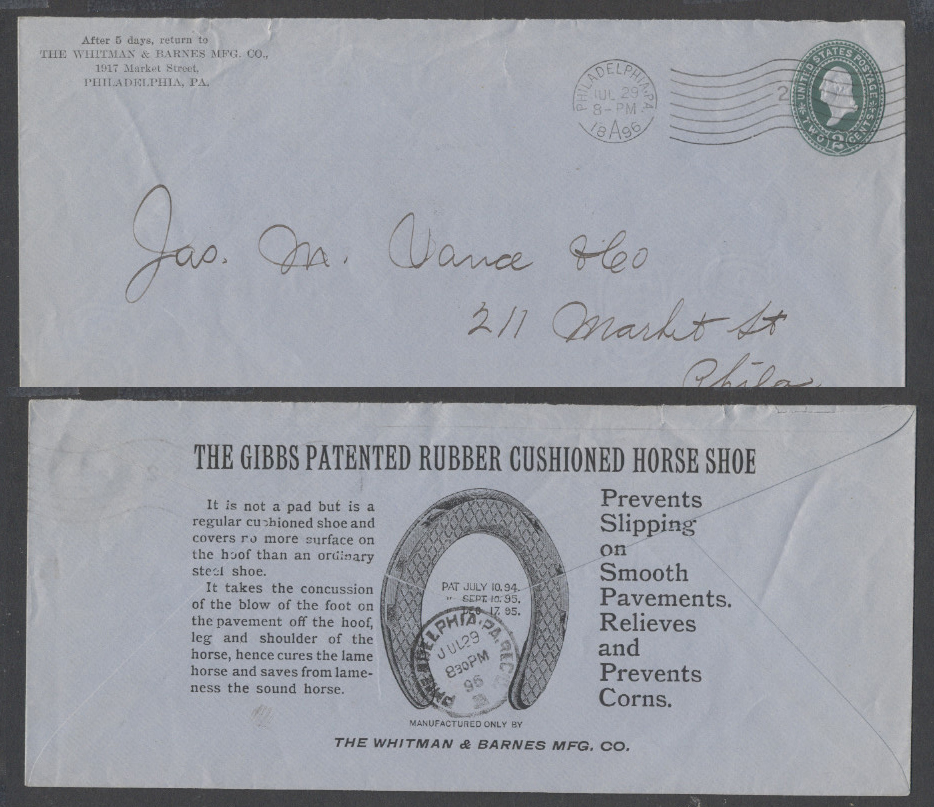 After 5 days, return to
THE WHITMAN & BARNES MFG. CO.,
1917 Market Street,
PHILADELPHIA, PA.
PHILADELPHIA, PA.
JUL 29
8-PM
18A96
2
UNITED STATES POSTAGE
TWO 2 CENTS
Jas. M. Vance & Co
211 Market St
Phila
THE GIBBS PATENTED RUBBER CUSHIONED HORSE SHOE
It is not a pad but is a
regular cushioned shoe and
covers no more surface on
the hoof than an ordinary
steel shoe.
It takes the concussion
of the blow of the foot on
the pavement off the hoof,
leg and shoulder of the
horse, hence cures the lame
horse and saves from lame-
ness the sound horse.
PAT JULY 10, 94.
" SEPT. 10. 95.
DEC. 17. 95.
PHILADELPHIA, PA. REC'D
JUL 29
830PM
96
Prevents
Slipping
on
Smooth
Pavements.
Relieves
and
Prevents
Corns.
MANUFACTURED ONLY BY
THE WHITMAN & BARNES MFG. CO.